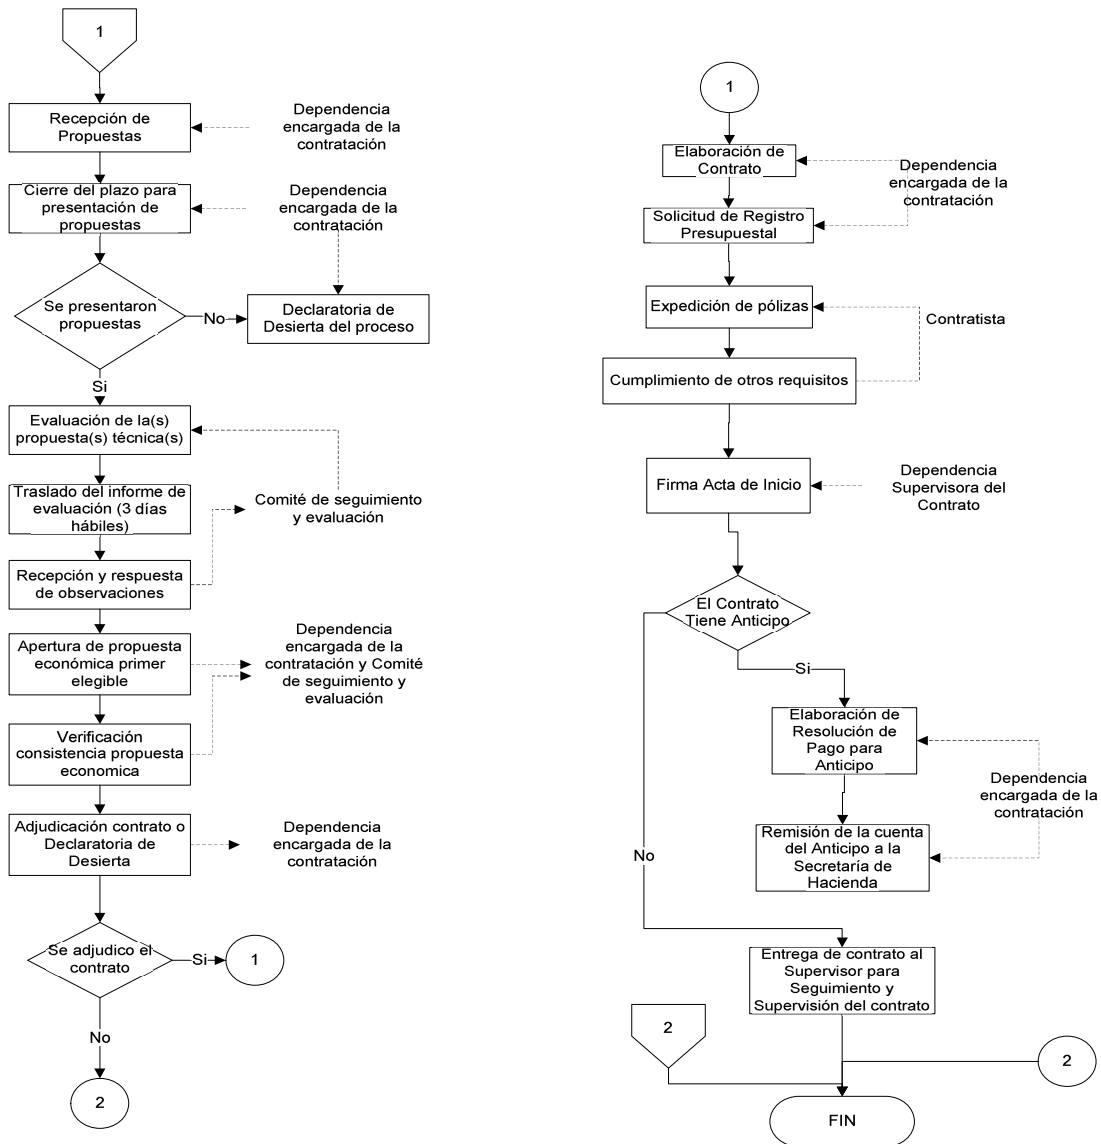 1
Recepción de
Propuestas
Dependencia
encargada de la
contratación
Cierre del plazo para
presentación de
propuestas
Dependencia
encargada de la
contratación
Se presentaron
propuestas
No
Declaratoria de
Desierta del proceso
Si
Evaluación de la(s)
propuesta(s) técnica(s)
Traslado del informe de
evaluación (3 días
hábiles)
Comité de seguimiento
y evaluación
Recepción y respuesta
de observaciones
Apertura de propuesta
económica primer
elegible
Dependencia
encargada de la
contratación y Comité
de seguimiento y
evaluación
Verificación
consistencia propuesta
economica
Adjudicación contrato o
Declaratoria de
Desierta
Dependencia
encargada de la
contratación
Se adjudico el
contrato
Si
1
No
2
1
Elaboración de
Contrato
Dependencia
encargada de la
contratación
Solicitud de Registro
Presupuestal
Expedición de pólizas
Contratista
Cumplimiento de otros requisitos
Firma Acta de Inicio
Dependencia
Supervisora del
Contrato
El Contrato
Tiene Anticipo
Si
Elaboración de
Resolución de
Pago para
Anticipo
Dependencia
encargada de la
contratación
Remisión de la cuenta
del Anticipo a la
Secretaría de
Hacienda
No
Entrega de contrato al
Supervisor para
Seguimiento y
Supervisión del contrato
2
2
FIN